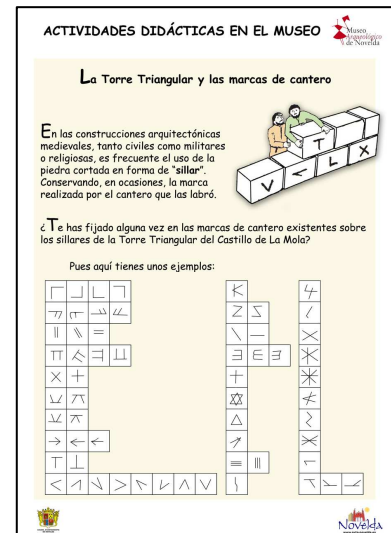 ACTIVIDADES DIDÁCTICAS EN EL MUSEO
Museo
Arqueológico
de Novelda
La Torre Triangular y las marcas de cantero
En las construcciones arquitectónicas
medievales, tanto civiles como militares
o religiosas, es frecuente el uso de la
piedra cortada en forma de "sillar".
Conservando, en ocasiones, la marca
realizada por el cantero que las labró.
¿Te has fijado alguna vez en las marcas de cantero existentes sobre
los sillares de la Torre Triangular del Castillo de La Mola?
Pues aquí tienes unos ejemplos:
Novelda